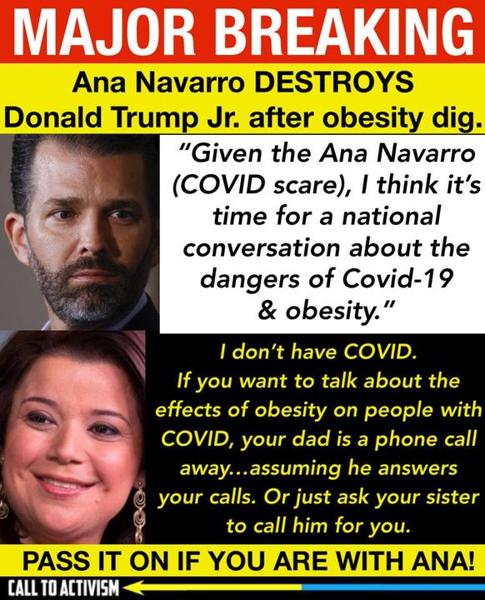 MAJOR BREAKING
Ana Navarro DESTROYS
Donald Trump Jr. after obesity dig.
“Given the Ana Navarro
(COVID scare), I think it’s
time for a national
conversation about the
dangers of Covid-19
& obesity.”
I don’t have COVID.
If you want to talk about the
effects of obesity on people with
COVID, your dad is a phone call
away...assuming he answers
your calls. Or just ask your sister
to call him for you.
PASS IT ON IF YOU ARE WITH ANA!
CALL TO ACTIVISM